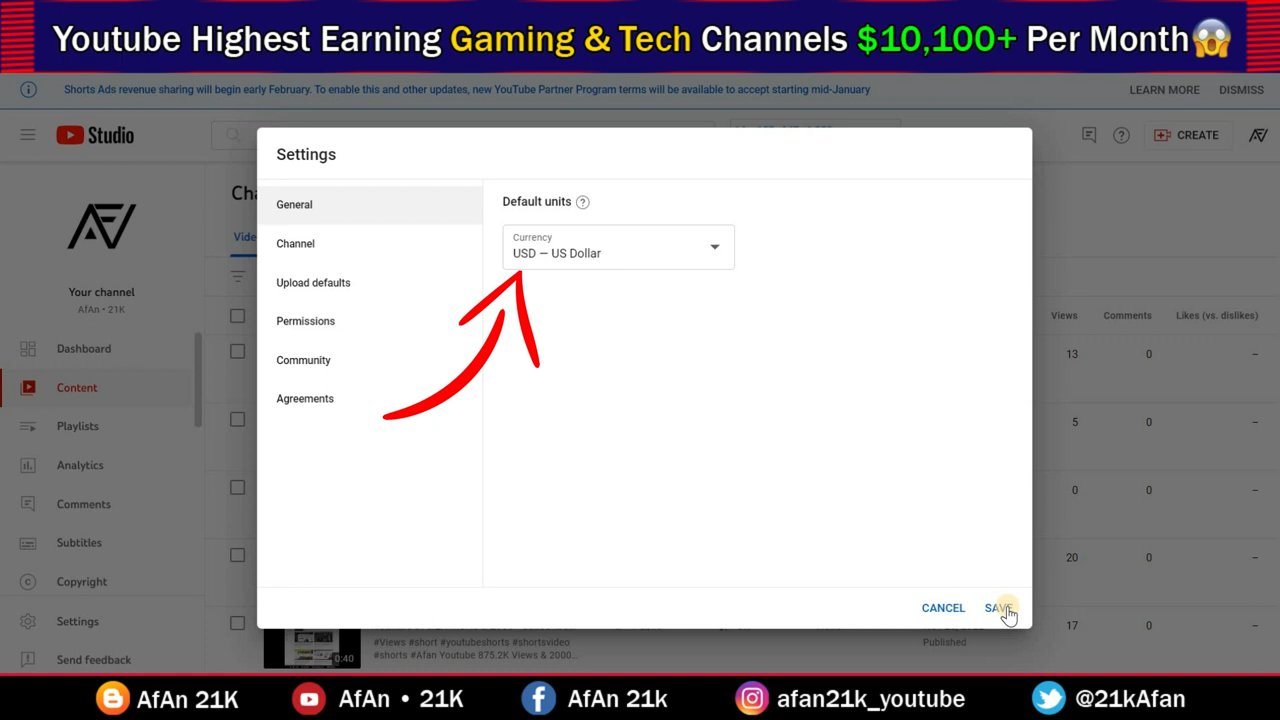 Youtube Highest Earning Gaming & Tech Channels $10,100+ Per Month
Shorts Ads revenue sharing will begin early February. To enable this and other updates, new YouTube Partner Program terms will be available to accept starting mid-January
LEARN MORE
DISMISS
Studio
CREATE
AFV
Your channel
AfAn • 21K
Dashboard
Content
Playlists
Analytics
Comments
Subtitles
Copyright
Settings
Send feedback
Settings
General
Channel
Upload defaults
Permissions
Community
Agreements
Default units
Currency
USD — US Dollar
CANCEL
SAVE
Views Comments Likes (vs. dislikes)
13 0 –
5 0 –
0 0 –
20 0 –
17 0 –
Published
#Views #short #youtubeshorts #shortsvideo
#shorts #Afan Youtube 875.2K Views & 2000...
0:40
AfAn 21K
AfAn • 21K
AfAn 21k
afan21k_youtube
@21kAfan